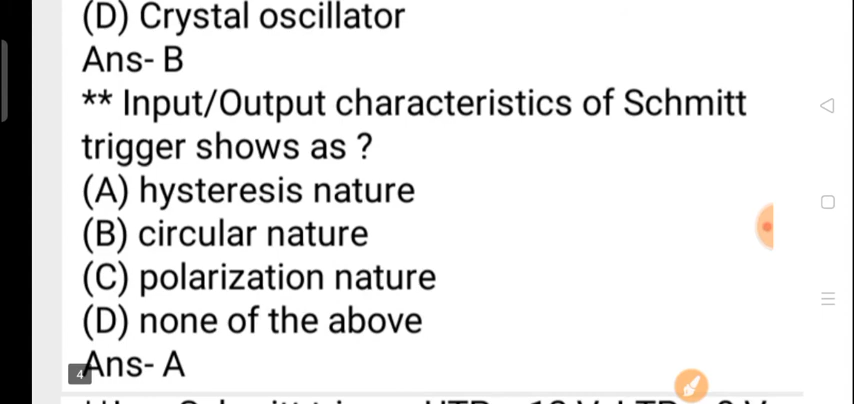 (D) Crystal oscillator
Ans- B
** Input/Output characteristics of Schmitt
trigger shows as ?
(A) hysteresis nature
(B) circular nature
(C) polarization nature
(D) none of the above
Ans- A
4